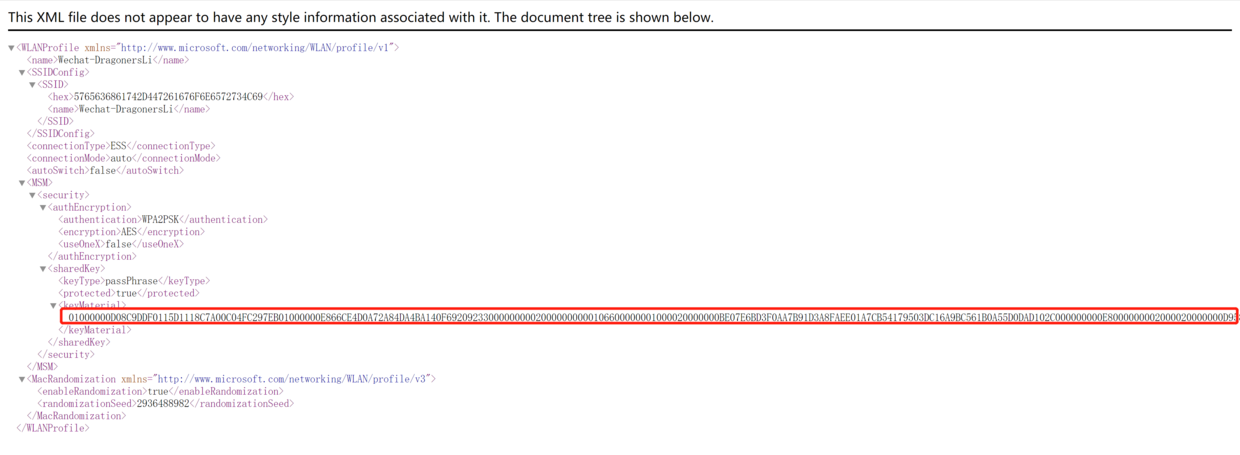 This XML file does not appear to have any style information associated with it. The document tree is shown below.
▼<WLANProfile xmlns="http://www.microsoft.com/networking/WLAN/profile/v1">
<name>Wechat-DragonersLi</name>
▼<SSIDConfig>
▼<SSID>
<hex>5765636861742D447261676F6E6572734C69</hex>
<name>Wechat-DragonersLi</name>
</SSID>
</SSIDConfig>
<connectionType>ESS</connectionType>
<connectionMode>auto</connectionMode>
<autoSwitch>false</autoSwitch>
▼<MSM>
▼<security>
▼<authEncryption>
<authentication>WPA2PSK</authentication>
<encryption>AES</encryption>
<useOneX>false</useOneX>
</authEncryption>
▼<sharedKey>
<keyType>passPhrase</keyType>
<protected>true</protected>
▼<keyMaterial>
01000000D08C9DDF0115D1118C7A00C04FC297EB01000000E866CE4D0A72A84DA4BA140F692092330000000002000000000010660000000100002000000​0BE07E6BD3F0AA7B91D3A8FAEE01A7CB54179503DC16A9BC561B0A55D0DAD102C000000000E8000000002000020000000D95
</keyMaterial>
</sharedKey>
</security>
</MSM>
▼<MacRandomization xmlns="http://www.microsoft.com/networking/WLAN/profile/v3">
<enableRandomization>true</enableRandomization>
<randomizationSeed>2936488982</randomizationSeed>
</MacRandomization>
</WLANProfile>